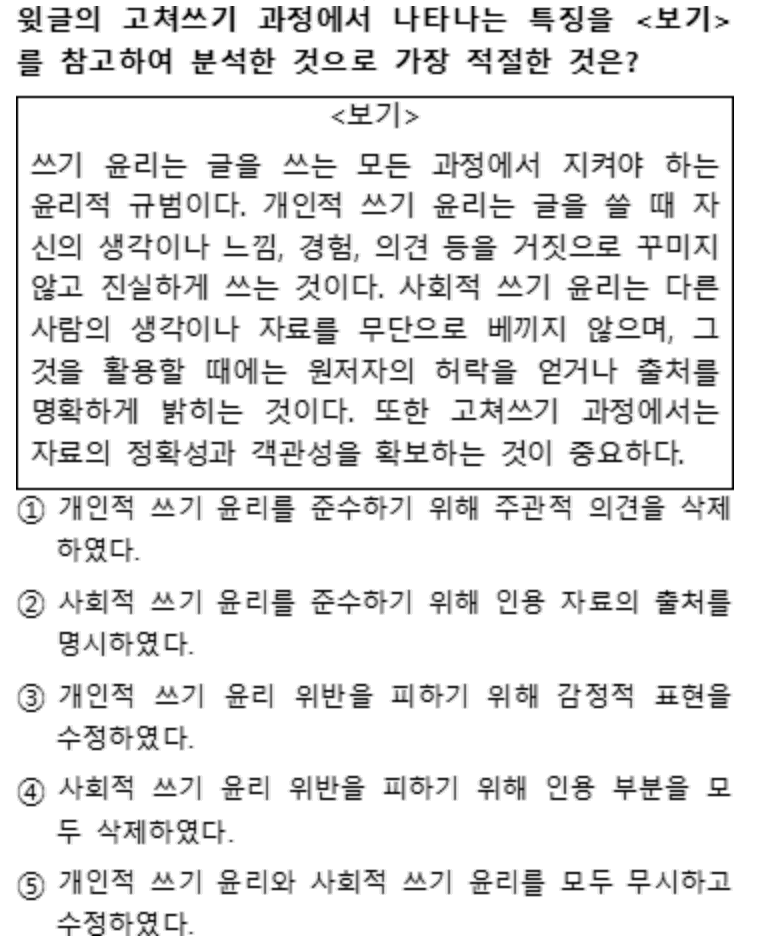 윗글의 고쳐쓰기 과정에서 나타나는 특징을 <보기>
를 참고하여 분석한 것으로 가장 적절한 것은?
<보기>
쓰기 윤리는 글을 쓰는 모든 과정에서 지켜야 하는
윤리적 규범이다. 개인적 쓰기 윤리는 글을 쓸 때 자
신의 생각이나 느낌, 경험, 의견 등을 거짓으로 꾸미지
않고 진실하게 쓰는 것이다. 사회적 쓰기 윤리는 다른
사람의 생각이나 자료를 무단으로 베끼지 않으며, 그
것을 활용할 때에는 원저자의 허락을 얻거나 출처를
명확하게 밝히는 것이다. 또한 고쳐쓰기 과정에서는
자료의 정확성과 객관성을 확보하는 것이 중요하다.
① 개인적 쓰기 윤리를 준수하기 위해 주관적 의견을 삭제
하였다.
② 사회적 쓰기 윤리를 준수하기 위해 인용 자료의 출처를
명시하였다.
③ 개인적 쓰기 윤리 위반을 피하기 위해 감정적 표현을
수정하였다.
④ 사회적 쓰기 윤리 위반을 피하기 위해 인용 부분을 모
두 삭제하였다.
⑤ 개인적 쓰기 윤리와 사회적 쓰기 윤리를 모두 무시하고
수정하였다.